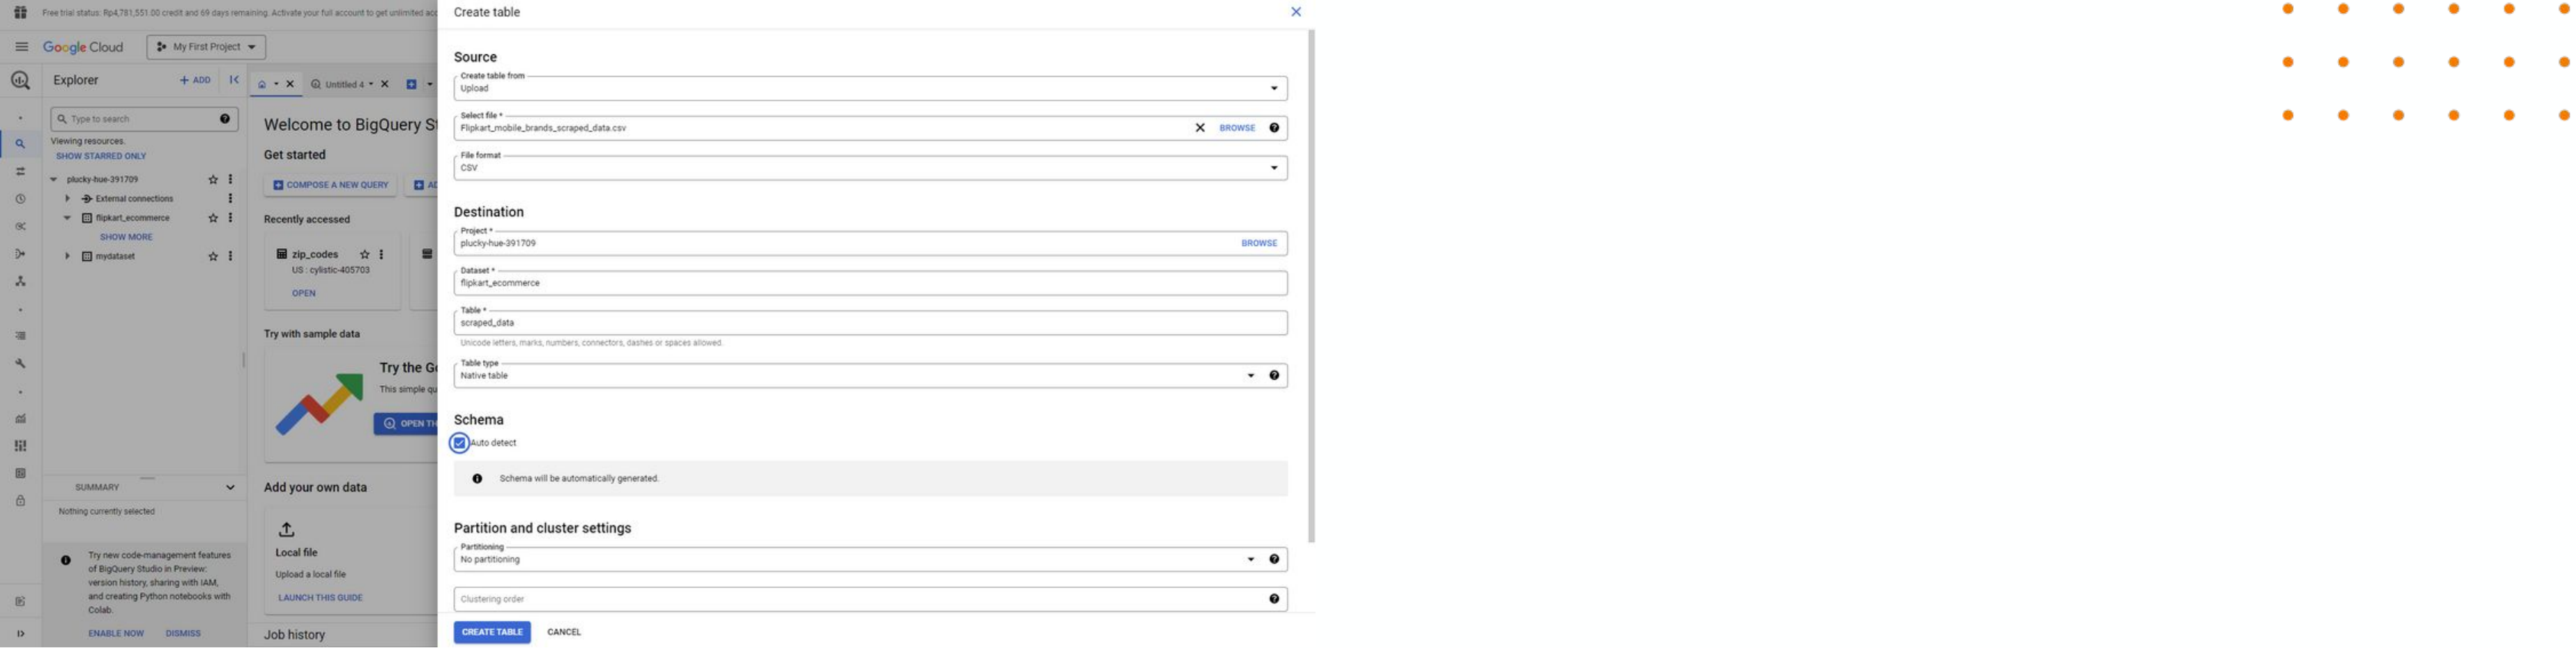 Free trial status: Rp4,781,551.00 credit and 69 days remaining. Activate your full account to get unlimited acc
Google Cloud
My First Project
Explorer
+ ADD
Untitled 4
Type to search
Viewing resources.
SHOW STARRED ONLY
plucky-hue-391709
External connections
flipkart_ecommerce
SHOW MORE
mydataset
SUMMARY
Nothing currently selected
Try new code-management features
of BigQuery Studio in Preview:
version history, sharing with IAM,
and creating Python notebooks with
Colab.
ENABLE NOW
DISMISS
Welcome to BigQuery St
Get started
COMPOSE A NEW QUERY
AD
Recently accessed
zip_codes
US : cylistic-405703
OPEN
Try with sample data
Try the Go
This simple qu
OPEN TH
Add your own data
Local file
Upload a local file
LAUNCH THIS GUIDE
Job history
Create table
Source
Create table from
Upload
Select file *
Flipkart_mobile_brands_scraped_data.csv
BROWSE
File format
CSV
Destination
Project *
plucky-hue-391709
BROWSE
Dataset *
flipkart_ecommerce
Table *
scraped_data
Unicode letters, marks, numbers, connectors, dashes or spaces allowed.
Table type
Native table
Schema
Auto detect
Schema will be automatically generated.
Partition and cluster settings
Partitioning
No partitioning
Clustering order
CREATE TABLE
CANCEL